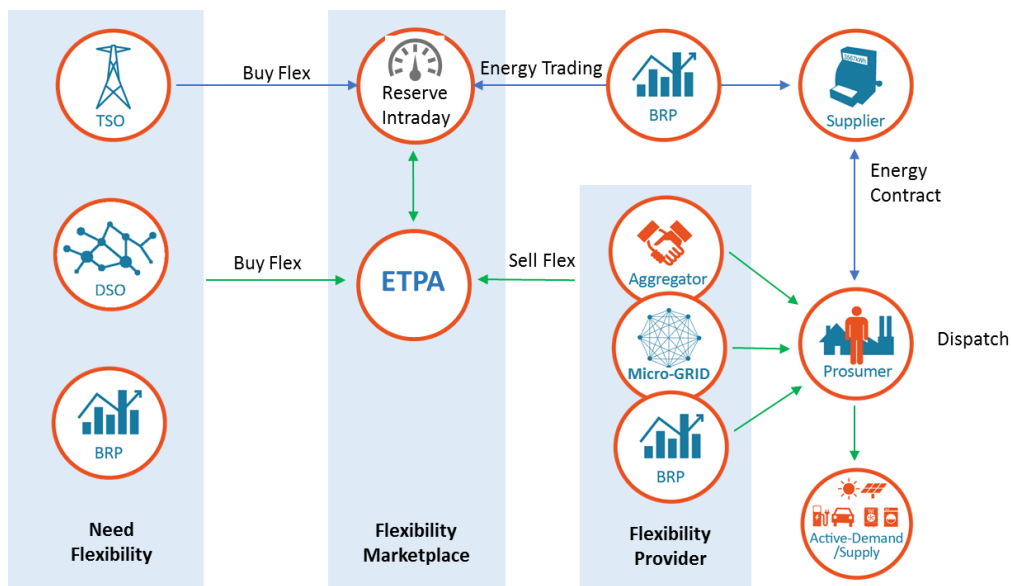 TSO
Buy Flex
Reserve
Intraday
Energy Trading
BRP
Supplier
Energy
Contract
DSO
Buy Flex
ETPA
Sell Flex
Aggregator
Micro-GRID
BRP
Prosumer
Dispatch
BRP
Active-Demand
/Supply
Need
Flexibility
Flexibility
Marketplace
Flexibility
Provider